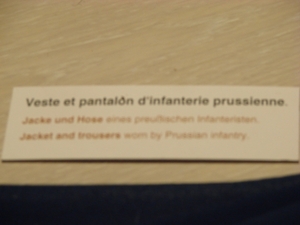 Veste et pantalon d'infanterie prussienne.
Jacke und Hose eines preußischen Infanteristen.
Jacket and trousers worn by Prussian infantry.